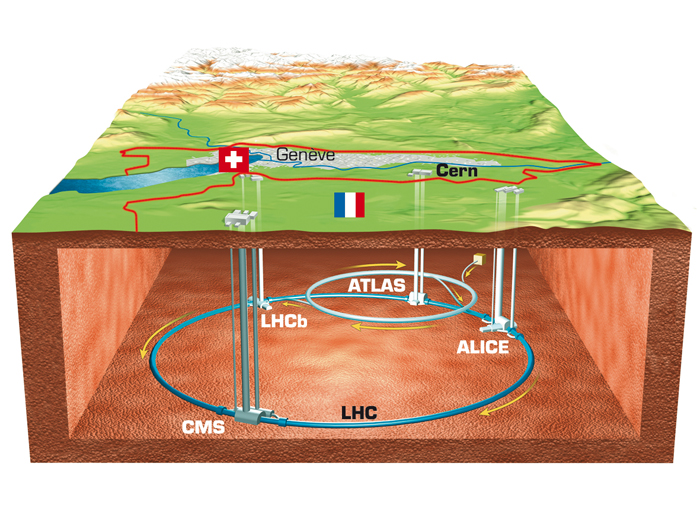 Geneve
Cern
ATLAS
LHCb
ALICE
LHC
CMS